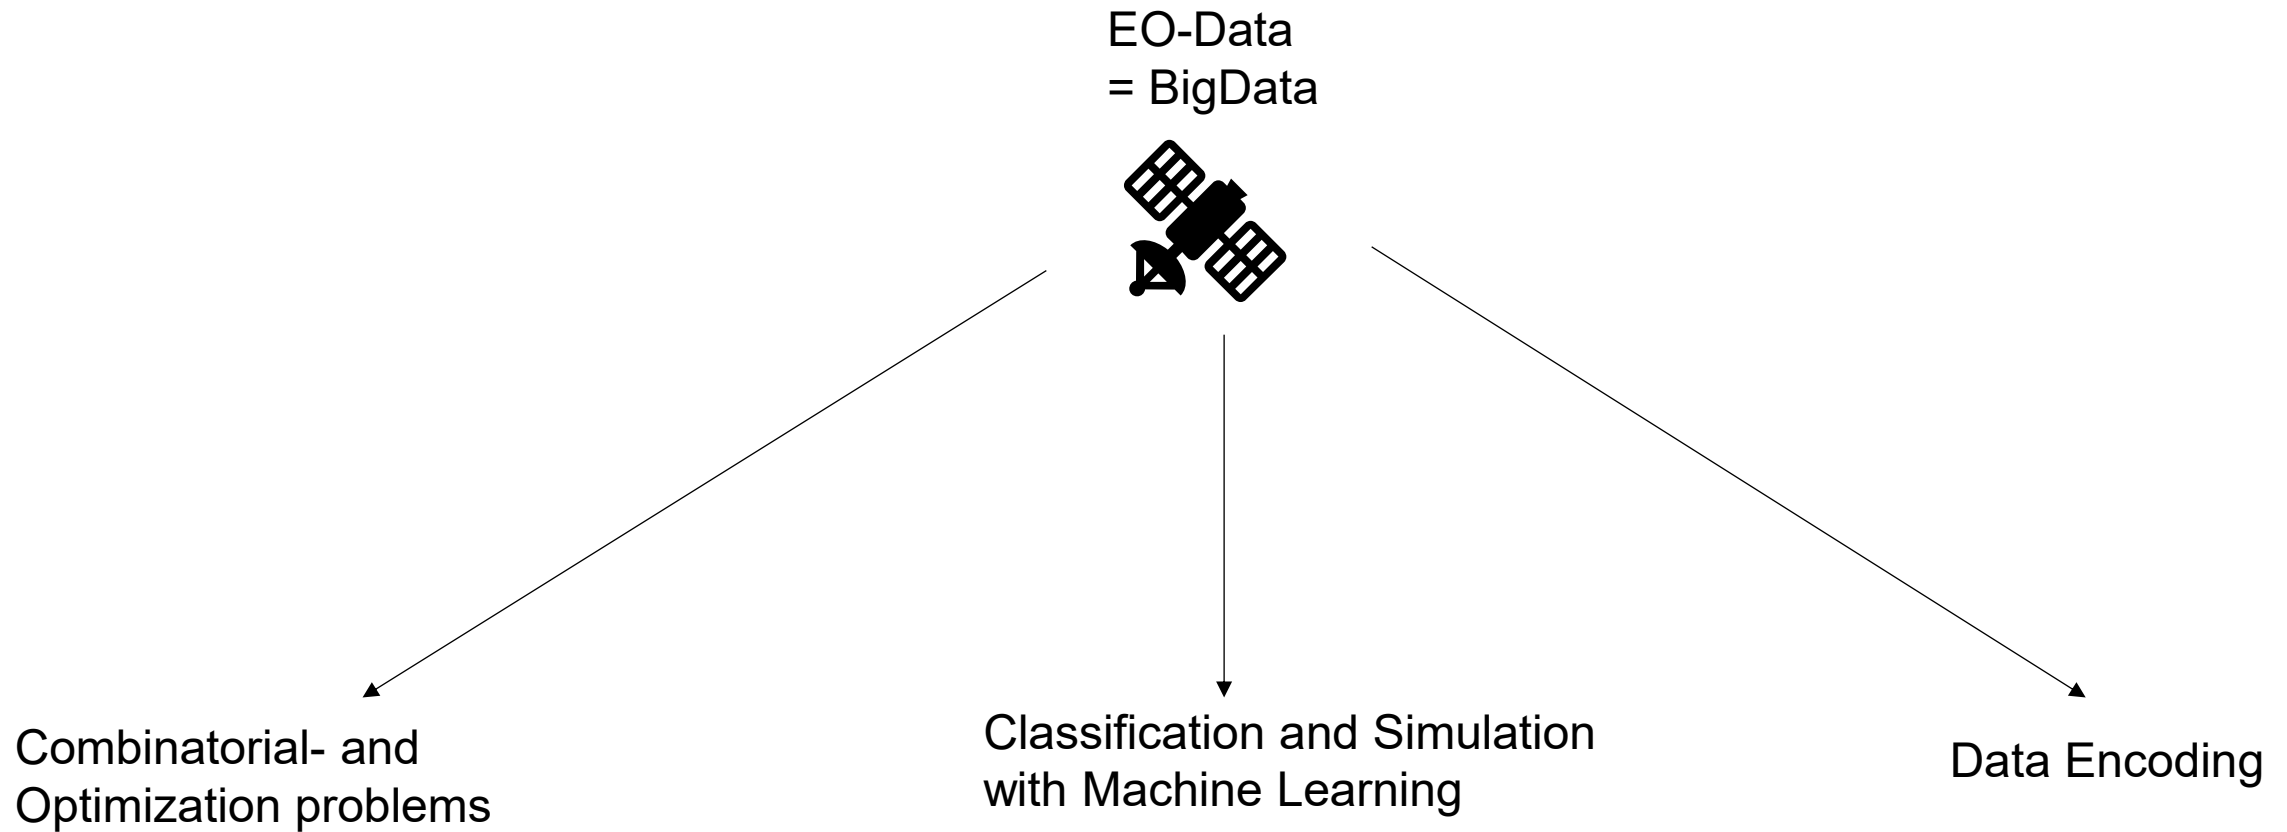 EO-Data
= BigData
Combinatorial- and
Optimization problems
Classification and Simulation
with Machine Learning
Data Encoding